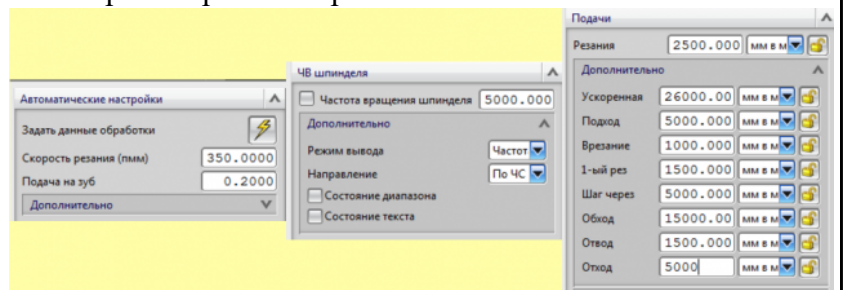 Автоматические настройки
Задать данные обработки
Скорость резания (пмм) 350.0000
Подача на зуб 0.2000
Дополнительно
ЧВ шпинделя
Частота вращения шпинделя 5000.000
Дополнительно
Режим вывода Частот
Направление По ЧС
Состояние диапазона
Состояние текста
Подачи
Резания 2500.000 мм в м
Дополнительно
Ускоренная 26000.00 мм в м
Подход 5000.000 мм в м
Врезание 1000.000 мм в м
1-ый рез 1500.000 мм в м
Шаг через 5000.000 мм в м
Обход 15000.00 мм в м
Отвод 1500.000 мм в м
Отход 5000 мм в м